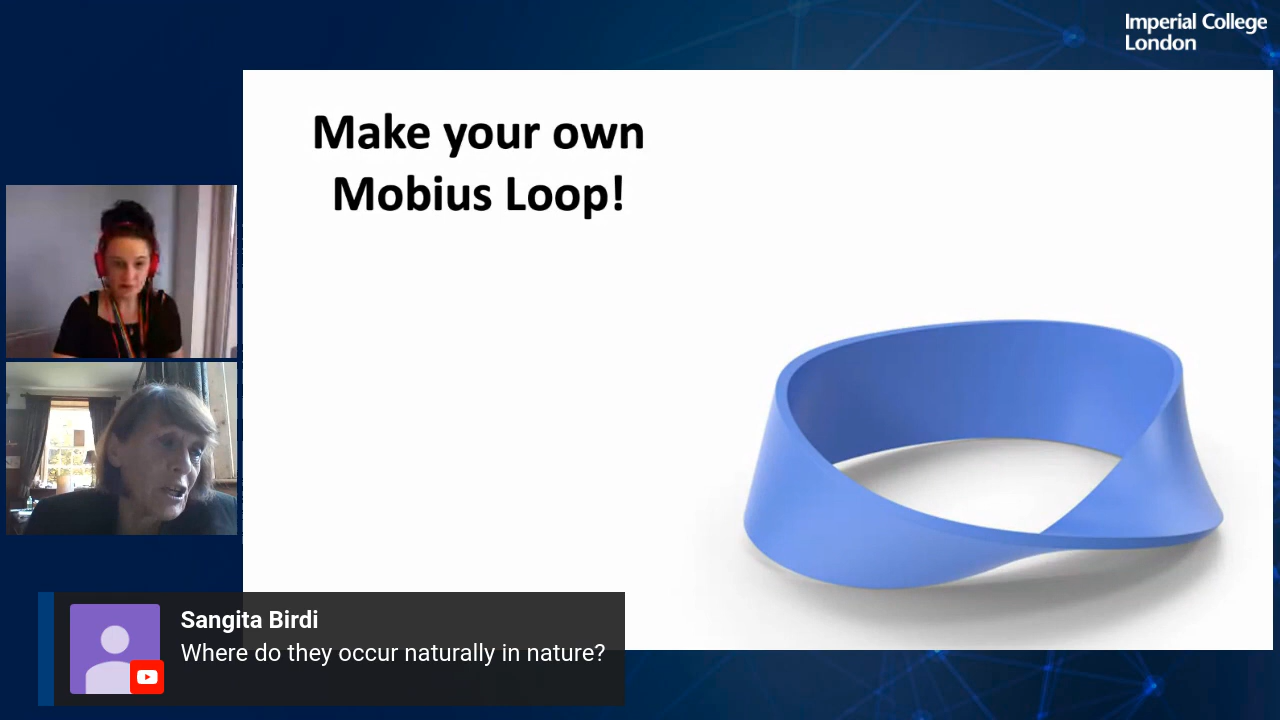 Imperial College
London
Make your own
Mobius Loop!
Sangita Birdi
Where do they occur naturally in nature?